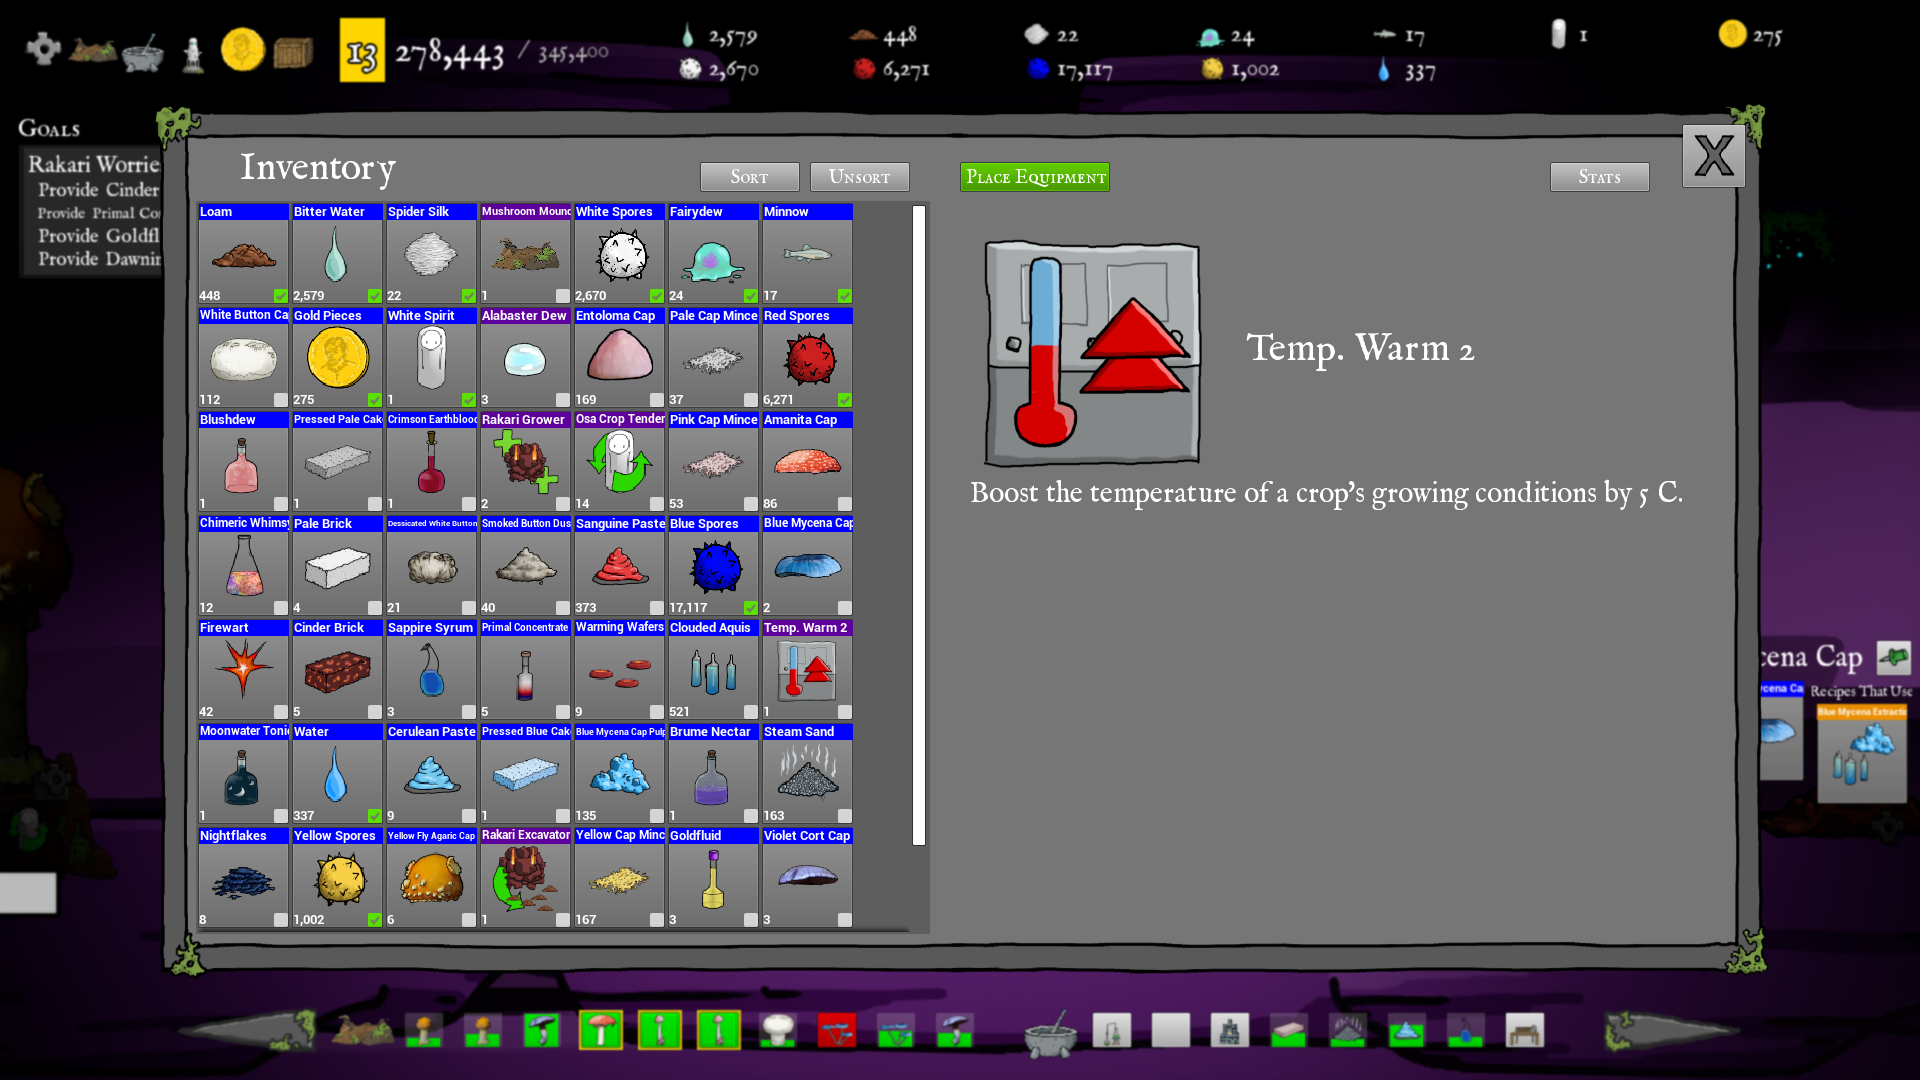 13 278,443 / 345,400
2,579 448 22 24 17 1 275
2,670 6,271 17,117 1,002 337
Goals
Rakari Worrie
Provide Cinder
Provide Primal Co
Provide Goldfl
Provide Dawnin
Inventory
Sort Unsort
Place Equipment
Stats
X
Loam Bitter Water Spider Silk Mushroom Mound White Spores Fairydew Minnow
448 2,579 22 1 2,670 24 17
White Button Ca Gold Pieces White Spirit Alabaster Dew Entoloma Cap Pale Cap Mince Red Spores
112 275 1 3 169 37 6,271
Blushdew Pressed Pale Cak Crimson Earthblood Rakari Grower Osa Crop Tender Pink Cap Mince Amanita Cap
1 1 1 2 14 53 86
Chimeric Whimsy Pale Brick Dessicated White Button Smoked Button Dus Sanguine Paste Blue Spores Blue Mycena Cap
12 4 21 40 373 17,117 2
Firewart Cinder Brick Sappire Syrum Primal Concentrate Warming Wafers Clouded Aquis Temp. Warm 2
42 5 3 5 9 521 1
Moonwater Toni Water Cerulean Paste Pressed Blue Cak Blue Mycena Cap Pulp Brume Nectar Steam Sand
1 337 9 1 135 1 163
Nightflakes Yellow Spores Yellow Fly Agaric Cap Rakari Excavator Yellow Cap Minc Goldfluid Violet Cort Cap
8 1,002 6 1 167 3 3
Temp. Warm 2
Boost the temperature of a crop's growing conditions by 5 C.
cena Cap
ycena Ca Recipes That Use
Blue Mycena Extractic